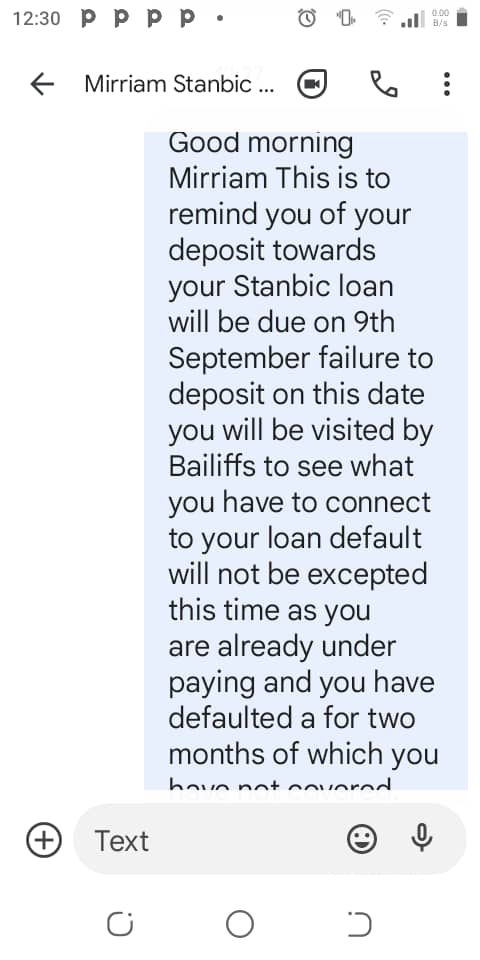 12:30
0.00
B/s
Mirriam Stanbic ...
Good morning
Mirriam This is to
remind you of your
deposit towards
your Stanbic loan
will be due on 9th
September failure to
deposit on this date
you will be visited by
Bailiffs to see what
you have to connect
to your loan default
will not be excepted
this time as you
are already under
paying and you have
defaulted a for two
months of which you
have not covered.
Text